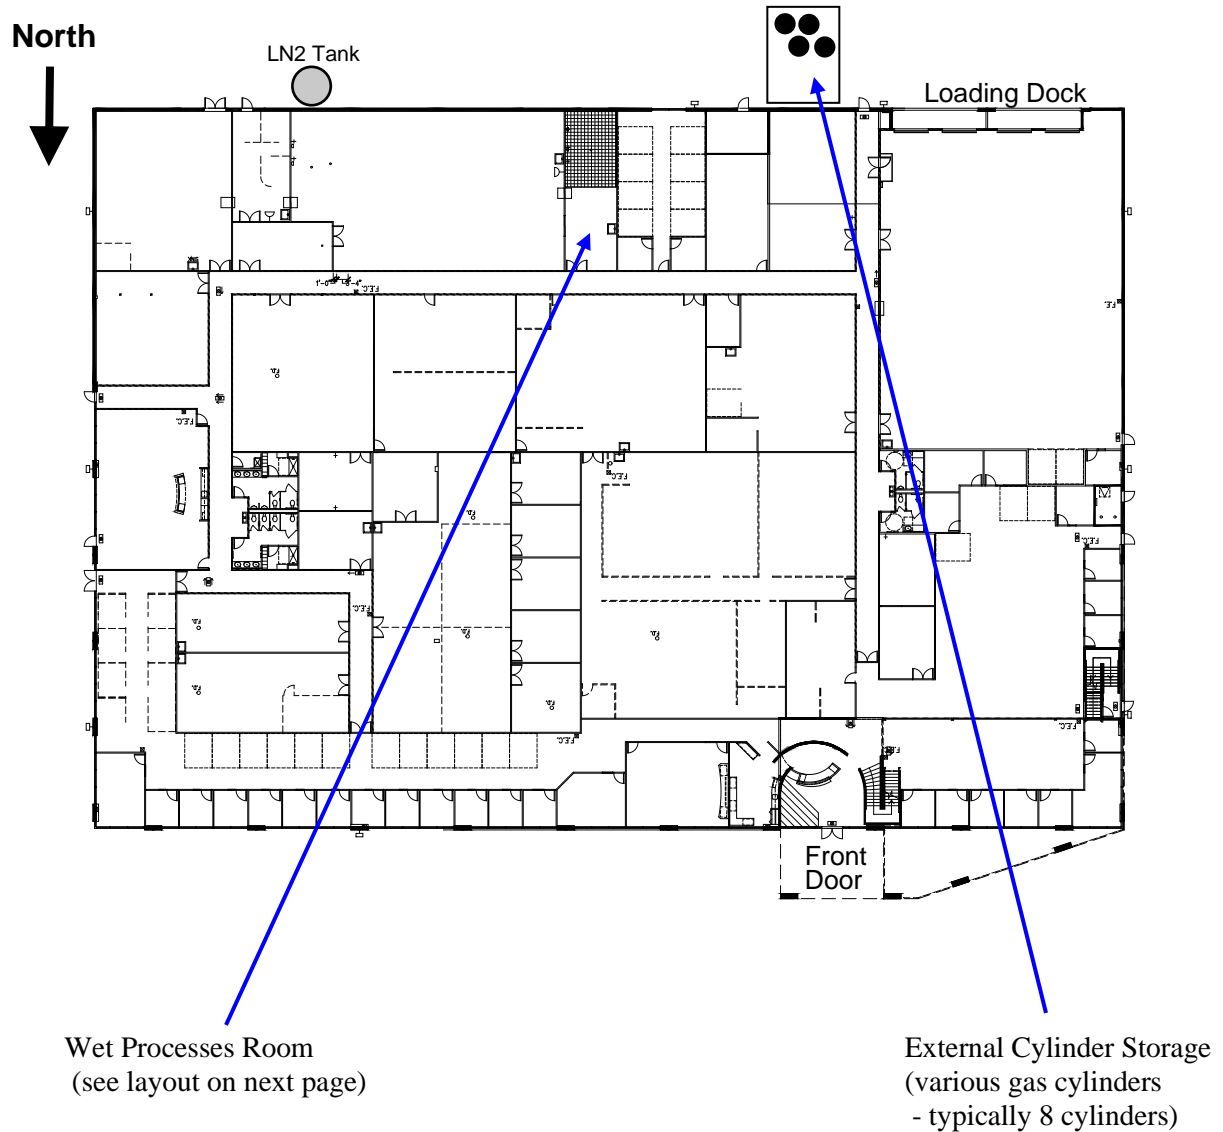 North
LN2 Tank
Loading Dock
F.E.C.
F.E.
F.D.
F.E.C.
F.E.C.
F.D.
F.E.C.
F.E.C.
F.D.
F.D.
F.D.
F.D.
F.D.
F.E.C.
F.E.C.
Front
Door
Wet Processes Room
(see layout on next page)
External Cylinder Storage
(various gas cylinders
- typically 8 cylinders)